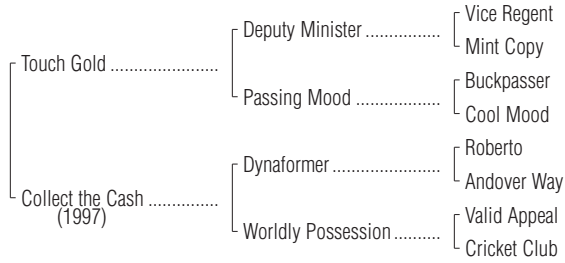 Vice Regent
Deputy Minister ................
Mint Copy
Touch Gold .......................
Buckpasser
Passing Mood ..................
Cool Mood
Roberto
Dynaformer .......................
Andover Way
Collect the Cash ...............
(1997)
Valid Appeal
Worldly Possession ..........
Cricket Club